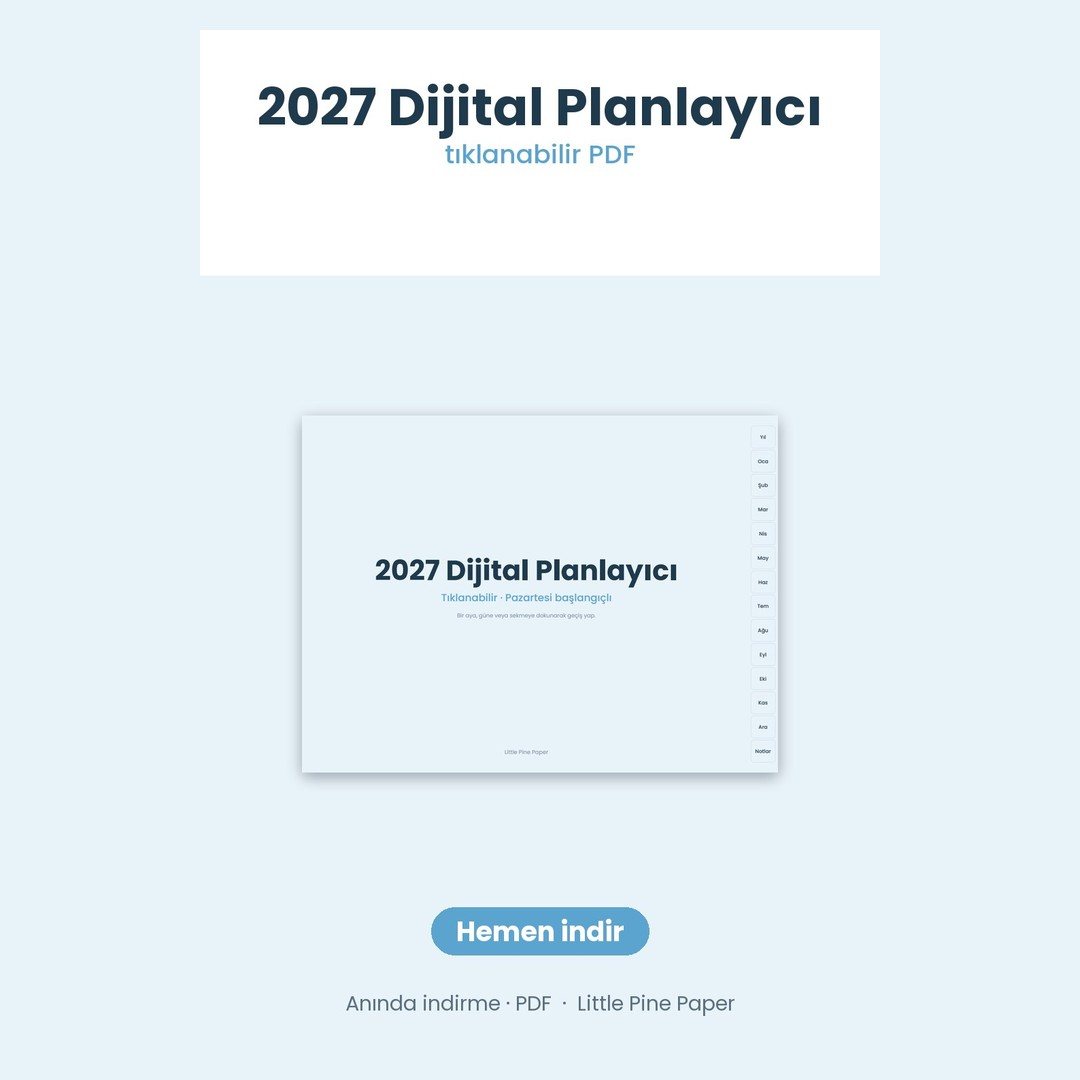 2027 Dijital Planlayıcı
tıklanabilir PDF
Yıl
Oca
Şub
Mar
Nis
May
Haz
Tem
Ağu
Eyl
Eki
Kas
Ara
Notlar
2027 Dijital Planlayıcı
Tıklanabilir · Pazartesi başlangıçlı
Bir aya, güne veya sekmeye dokunarak geçiş yap.
Little Pine Paper
Hemen indir
Anında indirme · PDF · Little Pine Paper